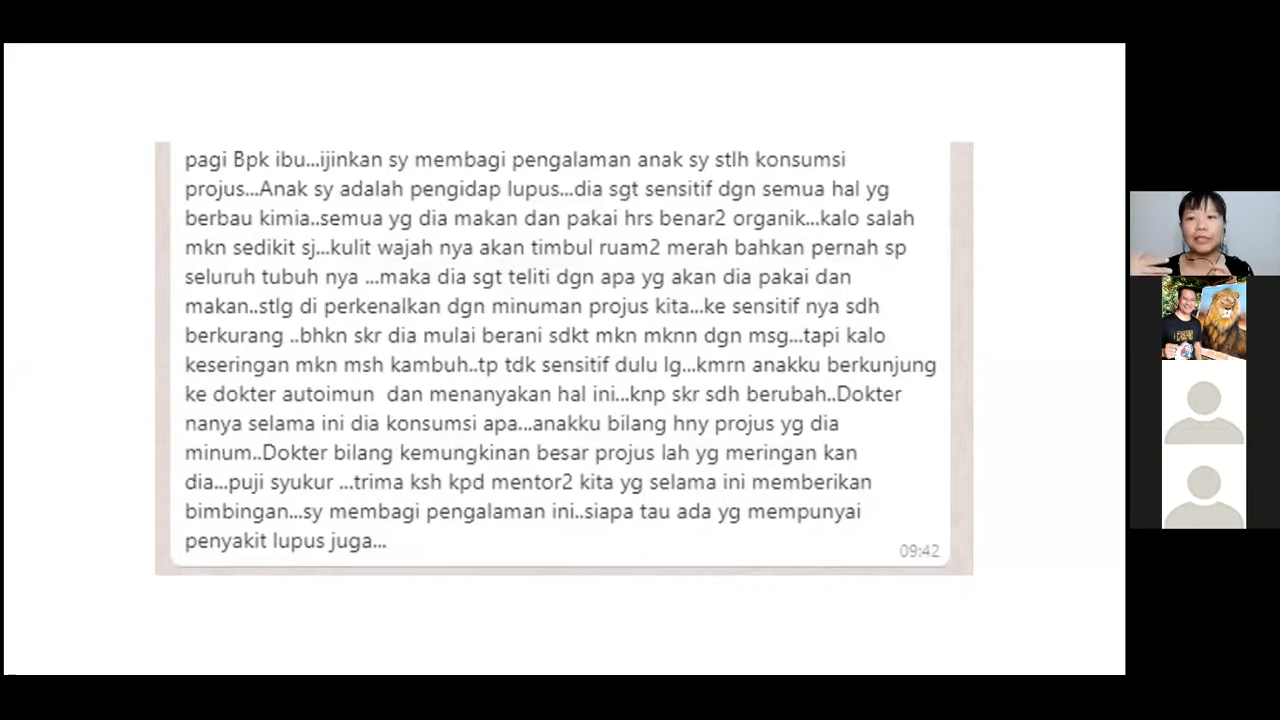 pagi Bpk ibu...ijinkan sy membagi pengalaman anak sy stlh konsumsi
projus...Anak sy adalah pengidap lupus...dia sgt sensitif dgn semua hal yg
berbau kimia..semua yg dia makan dan pakai hrs benar2 organik...kalo salah
mkn sedikit sj...kulit wajah nya akan timbul ruam2 merah bahkan pernah sp
seluruh tubuh nya ...maka dia sgt teliti dgn apa yg akan dia pakai dan
makan..stlg di perkenalkan dgn minuman projus kita...ke sensitif nya sdh
berkurang ..bhkn skr dia mulai berani sdkt mkn mknn dgn msg...tapi kalo
keseringan mkn msh kambuh..tp tdk sensitif dulu lg...kmrn anakku berkunjung
ke dokter autoimun  dan menanyakan hal ini...knp skr sdh berubah..Dokter
nanya selama ini dia konsumsi apa...anakku bilang hny projus yg dia
minum..Dokter bilang kemungkinan besar projus lah yg meringan kan
dia...puji syukur ...trima ksh kpd mentor2 kita yg selama ini memberikan
bimbingan...sy membagi pengalaman ini..siapa tau ada yg mempunyai
penyakit lupus juga...
09:42